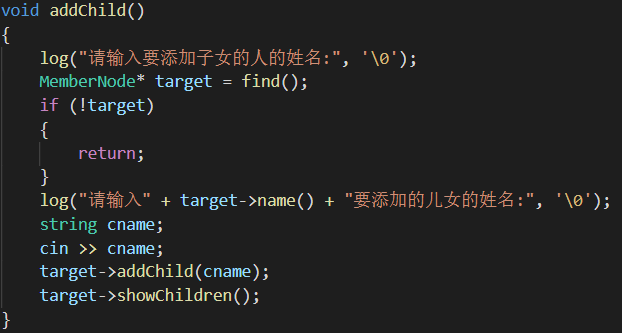 void addChild()
{
    log("请输入要添加子女的人的姓名:", '\0');
    MemberNode* target = find();
    if (!target)
    {
        return;
    }
    log("请输入" + target->name() + "要添加的儿女的姓名:", '\0');
    string cname;
    cin >> cname;
    target->addChild(cname);
    target->showChildren();
}